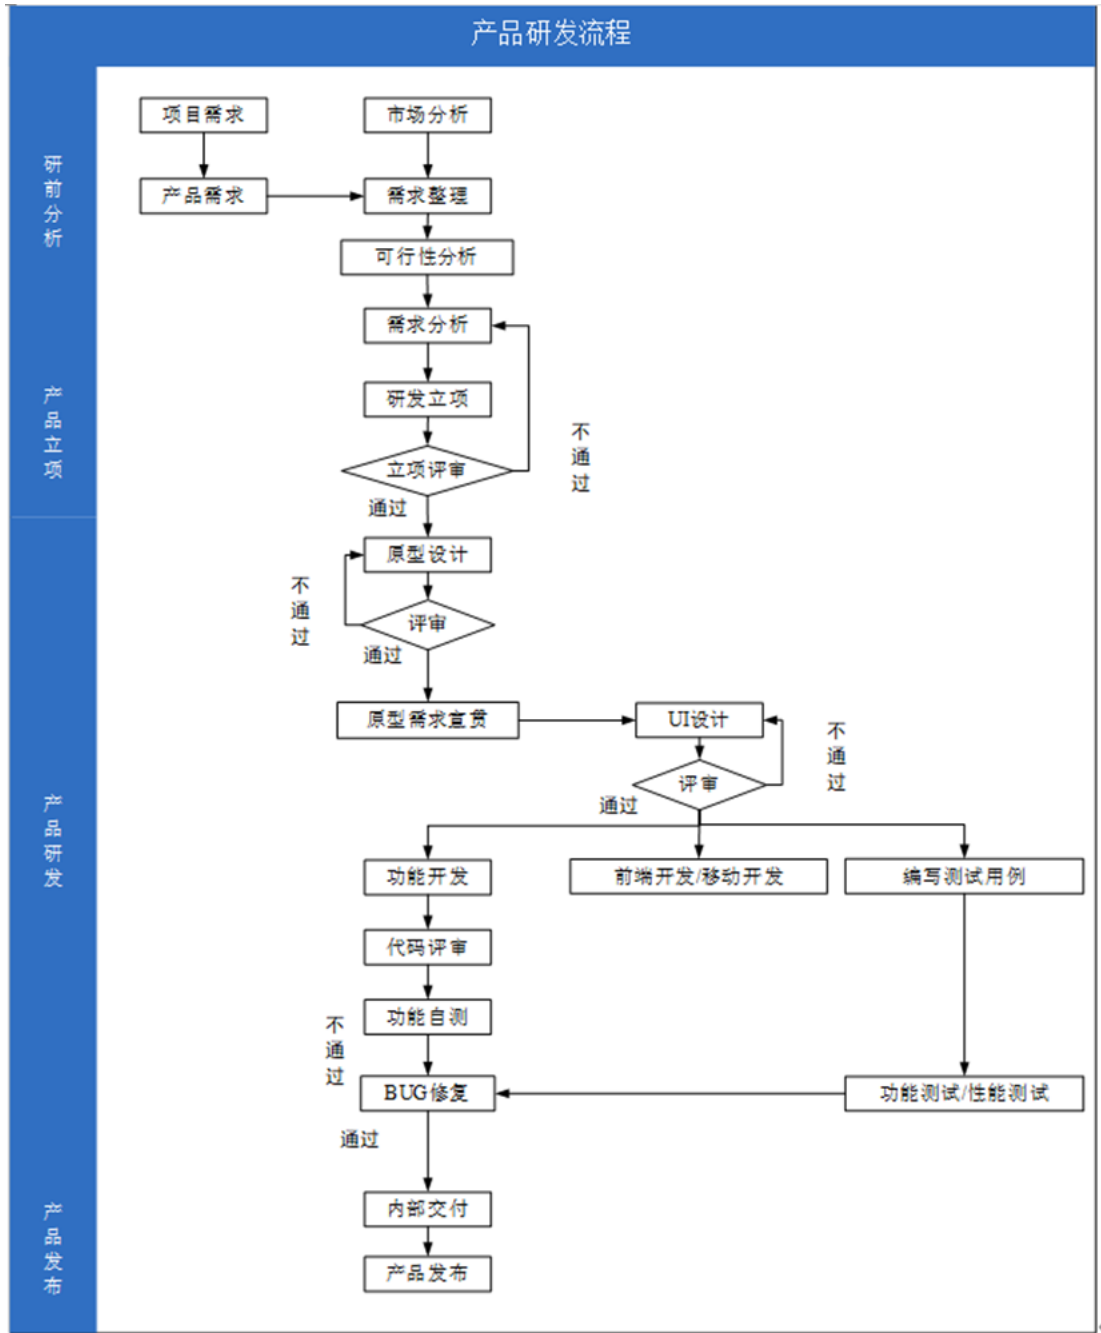 产品研发流程
研前分析
项目需求
市场分析
产品需求
需求整理
可行性分析
产品立项
需求分析
研发立项
不通过
立项评审
通过
产品研发
原型设计
不通过
评审
通过
原型需求宣贯
UI设计
不通过
评审
通过
功能开发
前端开发/移动开发
编写测试用例
代码评审
功能自测
不通过
BUG修复
功能测试/性能测试
通过
产品发布
内部交付
产品发布